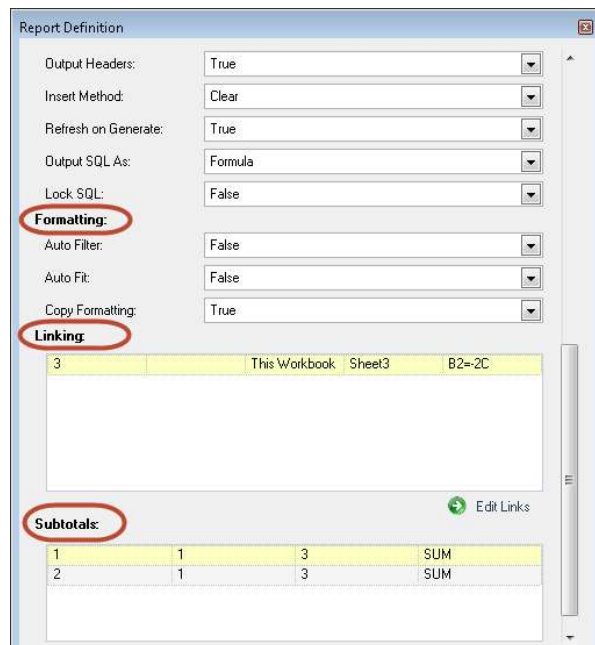 Report Definition
Output Headers: True
Insert Method: Clear
Refresh on Generate: True
Output SQL As: Formula
Lock SQL: False
Formatting:
Auto Filter: False
Auto Fit: False
Copy Formatting: True
Linking:
3 This Workbook Sheet3 B2=-2C
Edit Links
Subtotals:
1 1 3 SUM
2 1 3 SUM